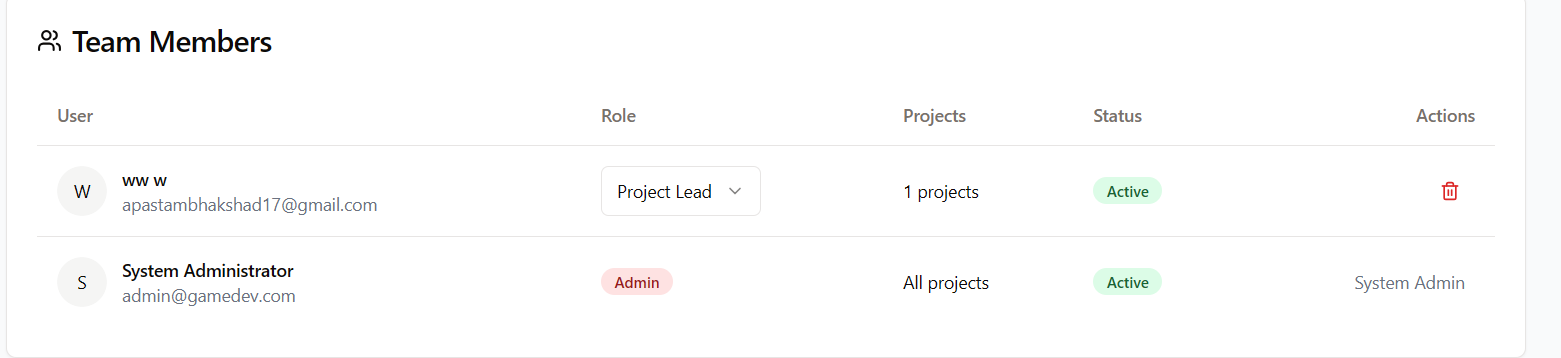 Team Members
User Role Projects Status Actions
W
ww w
apastambhakshad17@gmail.com
Project Lead
1 projects
Active
S
System Administrator
admin@gamedev.com
Admin
All projects
Active
System Admin